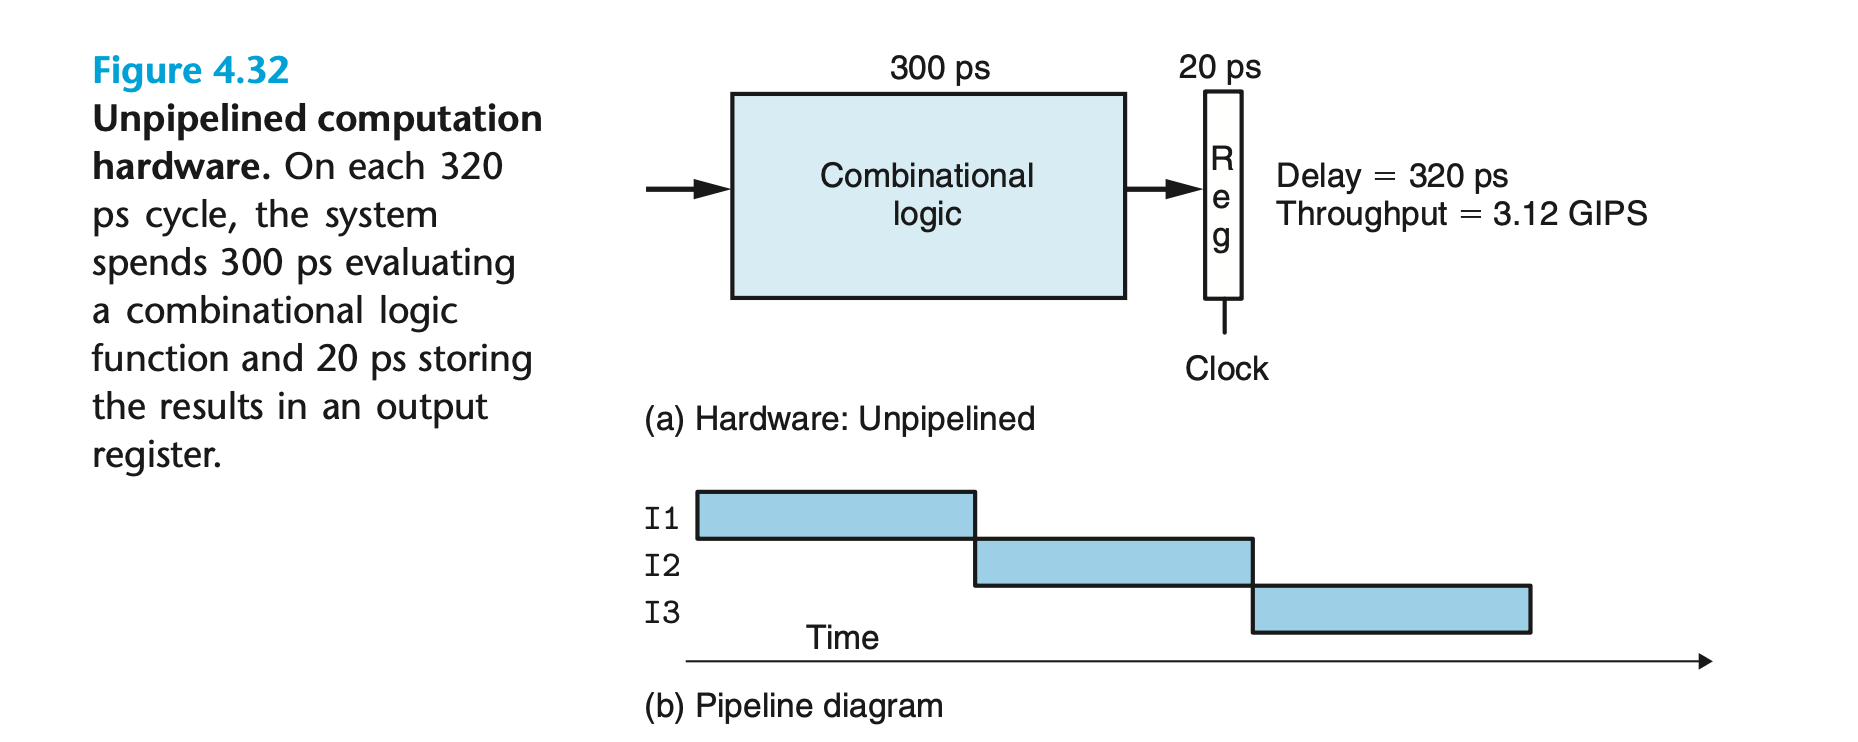 Figure 4.32
Unpipelined computation
hardware. On each 320
ps cycle, the system
spends 300 ps evaluating
a combinational logic
function and 20 ps storing
the results in an output
register.
300 ps
20 ps
Combinational
logic
R
e
g
Delay = 320 ps
Throughput = 3.12 GIPS
Clock
(a) Hardware: Unpipelined
I1
I2
I3
Time
(b) Pipeline diagram